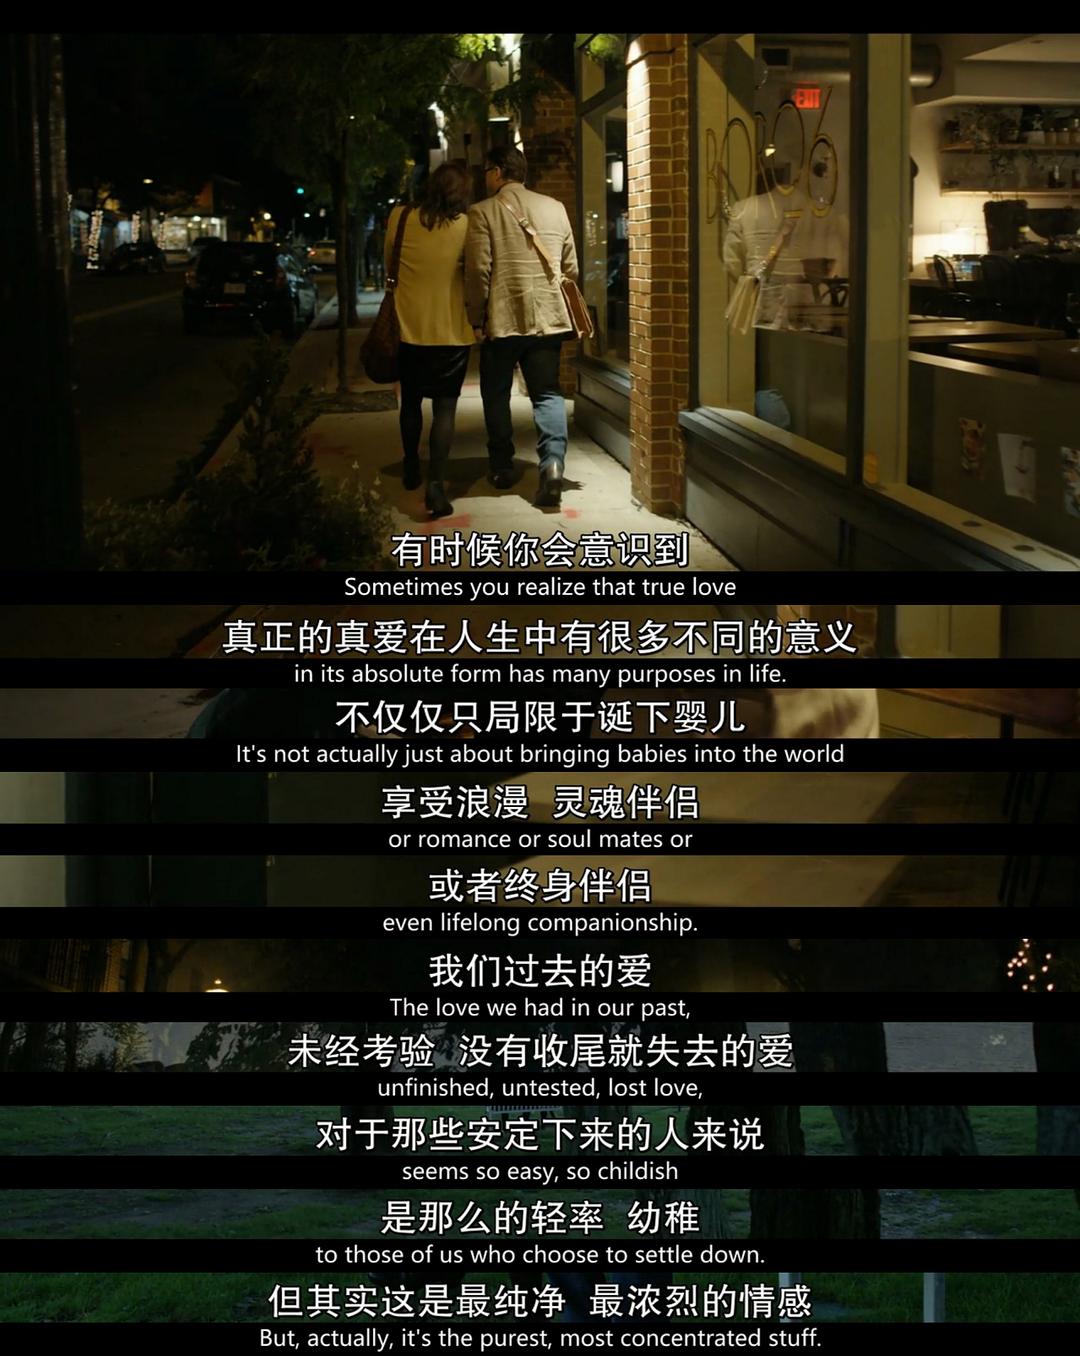 EXIT
BORO6
有时候你会意识到
Sometimes you realize that true love
真正的真爱在人生中有很多不同的意义
in its absolute form has many purposes in life.
不仅仅只局限于诞下婴儿
It's not actually just about bringing babies into the world
享受浪漫 灵魂伴侣
or romance or soul mates or
或者终身伴侣
even lifelong companionship.
我们过去的爱
The love we had in our past,
未经考验 没有收尾就失去的爱
unfinished, untested, lost love,
对于那些安定下来的人来说
seems so easy, so childish
是那么的轻率 幼稚
to those of us who choose to settle down.
但其实这是最纯净 最浓烈的情感
But, actually, it's the purest, most concentrated stuff.